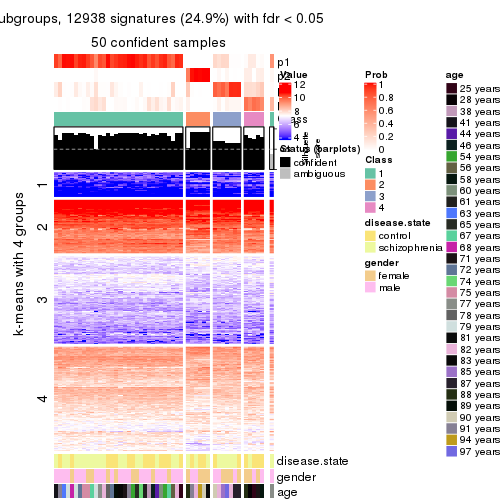 ubgroups, 12938 signatures (24.9%) with fdr < 0.05
50 confident samples
p1
p2
Value
12
10
8
6
4
Status (barplots)
confident
ambiguous
k-means with 4 groups
1
2
3
4
disease.state
gender
age
Prob
1
0.8
0.6
0.4
0.2
0
Class
1
2
3
4
disease.state
control
schizophrenia
gender
female
male
age
25 years
28 years
38 years
41 years
44 years
46 years
54 years
56 years
58 years
60 years
61 years
63 years
65 years
67 years
68 years
71 years
72 years
74 years
75 years
77 years
78 years
79 years
81 years
82 years
83 years
85 years
87 years
88 years
89 years
90 years
91 years
94 years
97 years